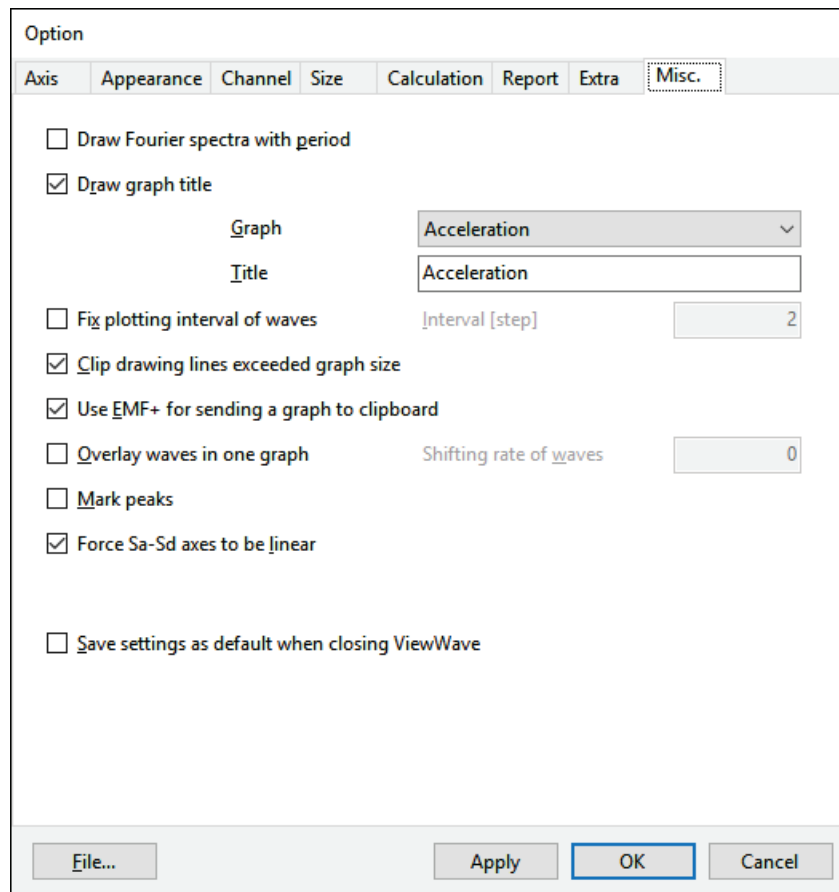 Option
Axis Appearance Channel Size Calculation Report Extra Misc.
Draw Fourier spectra with period
Draw graph title
Graph Acceleration
Title Acceleration
Fix plotting interval of waves Interval [step] 2
Clip drawing lines exceeded graph size
Use EMF+ for sending a graph to clipboard
Overlay waves in one graph Shifting rate of waves 0
Mark peaks
Force Sa-Sd axes to be linear
Save settings as default when closing ViewWave
File... Apply OK Cancel